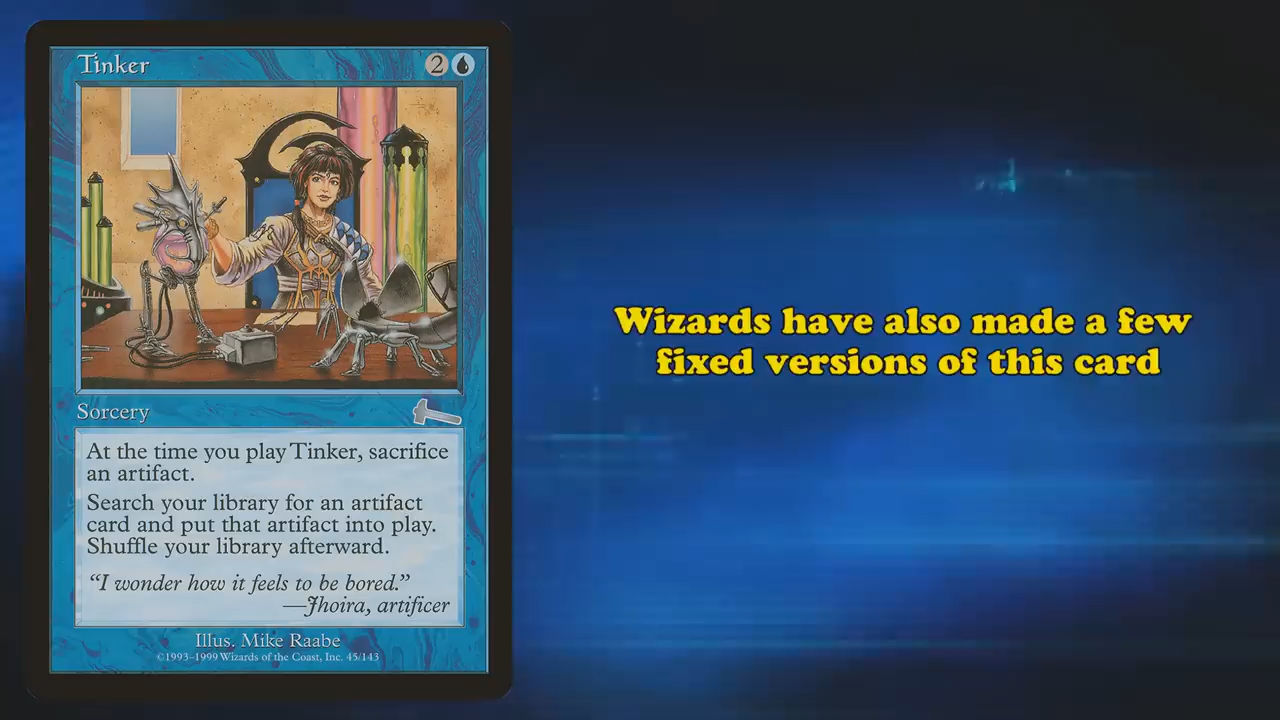 Tinker
2
Wizards have also made a few
fixed versions of this card
Sorcery
At the time you play Tinker, sacrifice
an artifact.
Search your library for an artifact
card and put that artifact into play.
Shuffle your library afterward.
“I wonder how it feels to be bored.”
—Jhoira, artificer
Illus. Mike Raabe
©1993–1999 Wizards of the Coast, Inc. 45/143